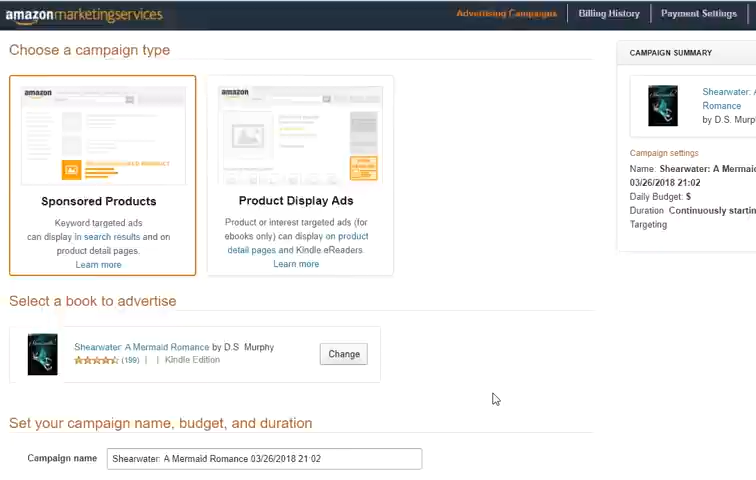 amazonmarketingservices
Advertising Campaigns | Billing History | Payment Settings |
Choose a campaign type
amazon
amazon
Sponsored Products
Keyword targeted ads
can display in search results and on
product detail pages.
Learn more
Product Display Ads
Product or interest targeted ads (for
ebooks only) can display on product
detail pages and Kindle eReaders.
Learn more
Select a book to advertise
Shearwater: A Mermaid Romance by D.S. Murphy
(199) | | Kindle Edition
Change
Set your campaign name, budget, and duration
Campaign name
Shearwater: A Mermaid Romance 03/26/2018 21:02
CAMPAIGN SUMMARY
Shearwater: A
Romance
by D.S. Murph
Campaign settings
Name: Shearwater: A Mermaid
03/26/2018 21:02
Daily Budget: $
Duration Continuously startin
Targeting